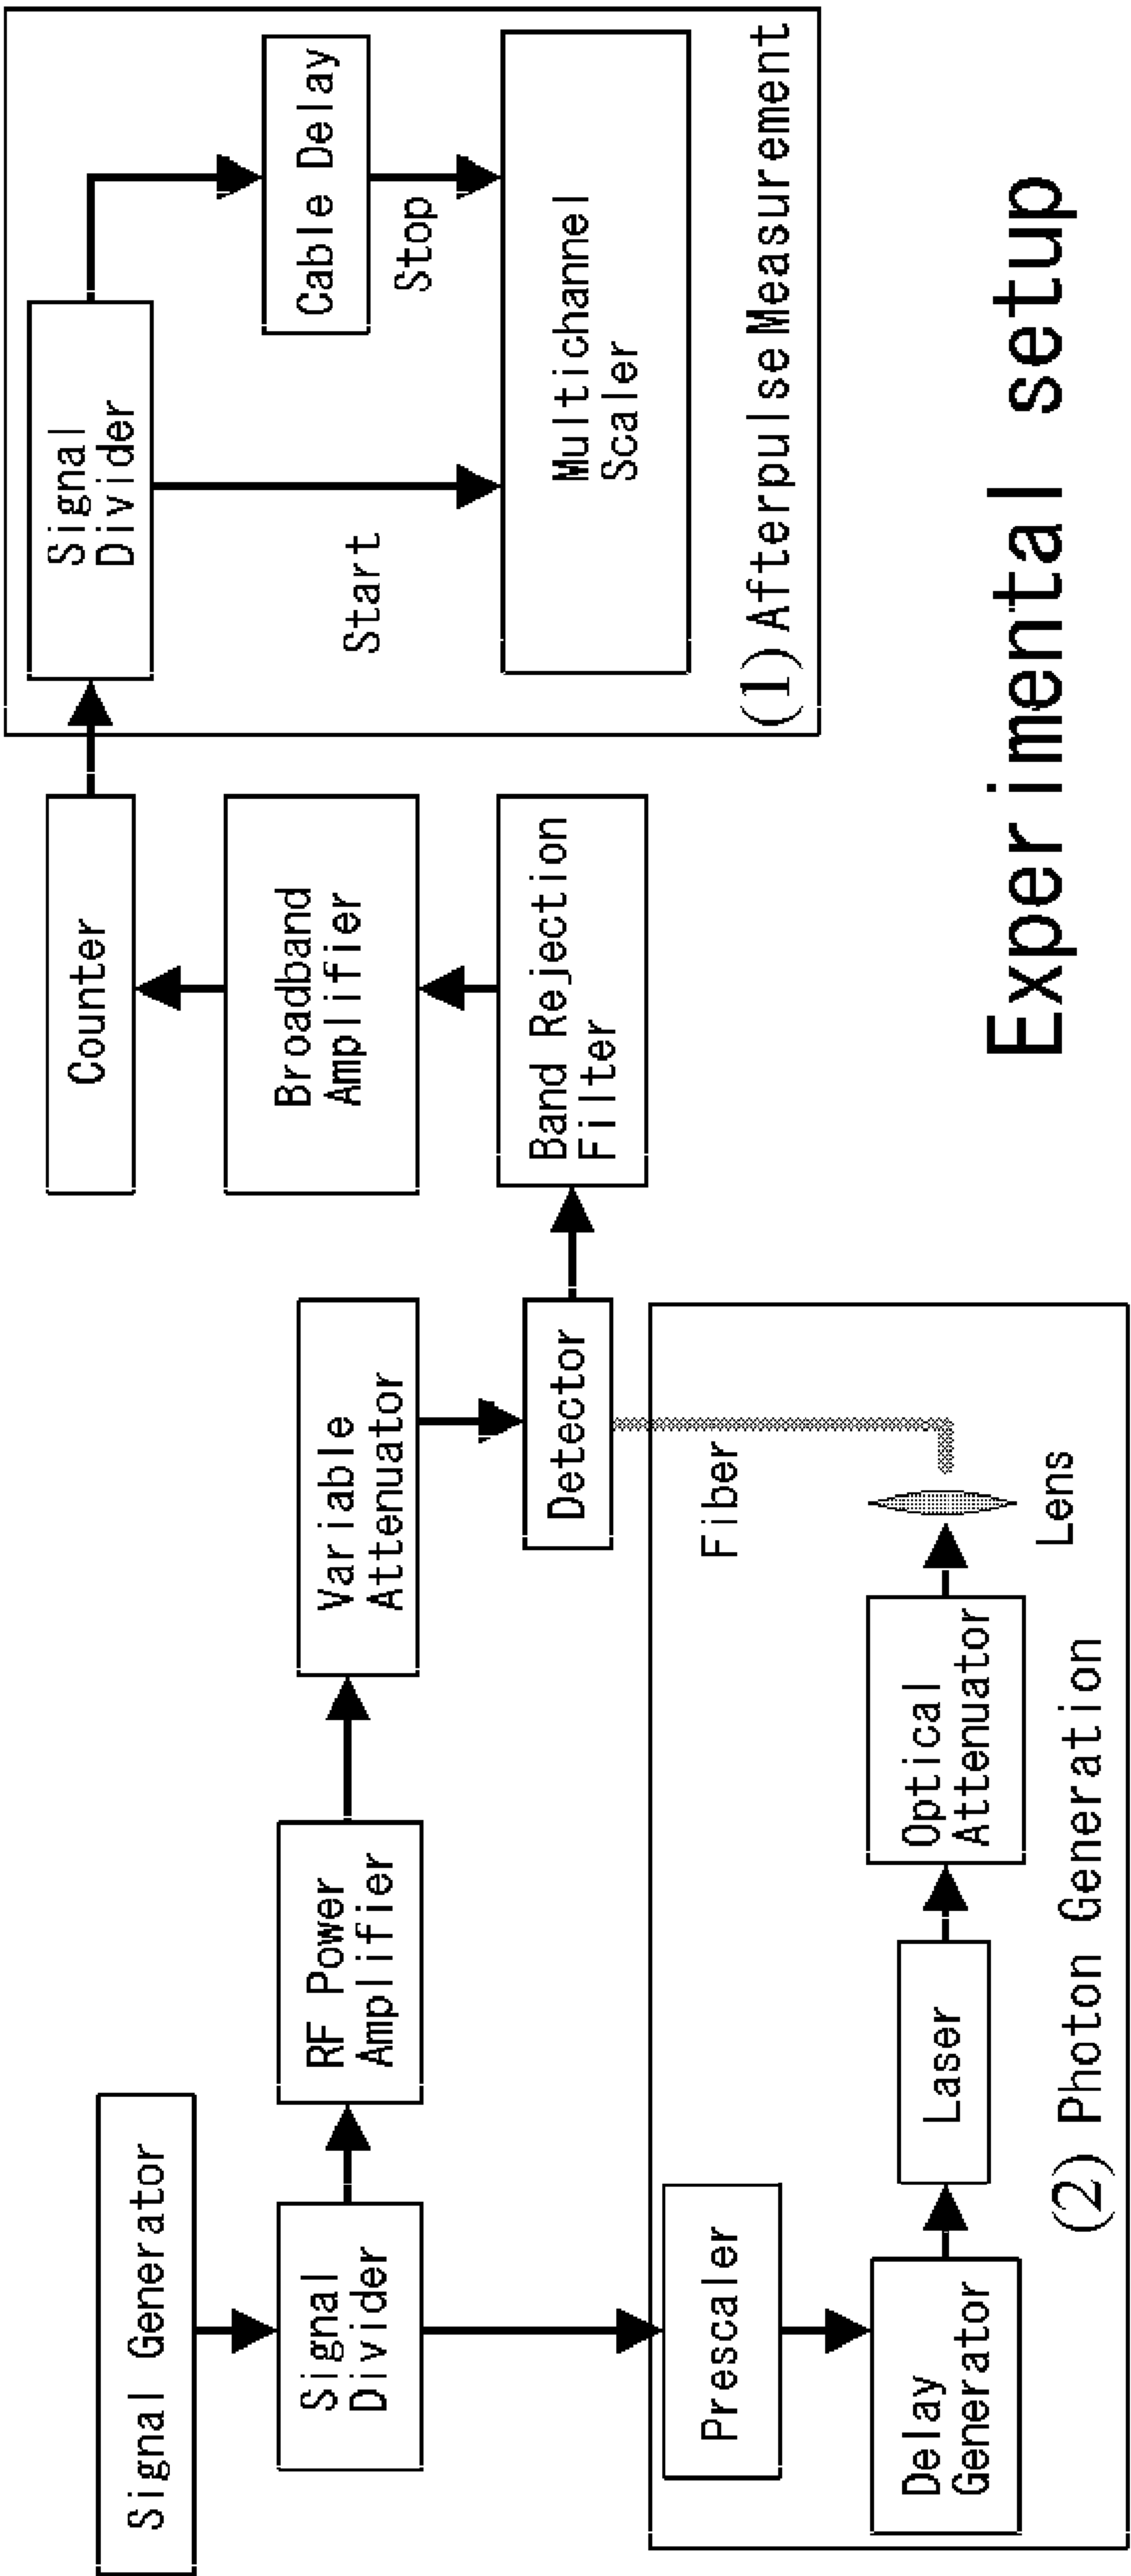 Signal Generator
Signal
Divider
RF Power
Amplifier
Variable
Attenuator
Detector
Band Rejection
Filter
Broadband
Amplifier
Counter
Signal
Divider
Cable Delay
Start
Stop
Multichannel
Scaler
(1) Afterpulse Measurement
Prescaler
Delay
Generator
Laser
Optical
Attenuator
Lens
Fiber
(2) Photon Generation
Experimental setup